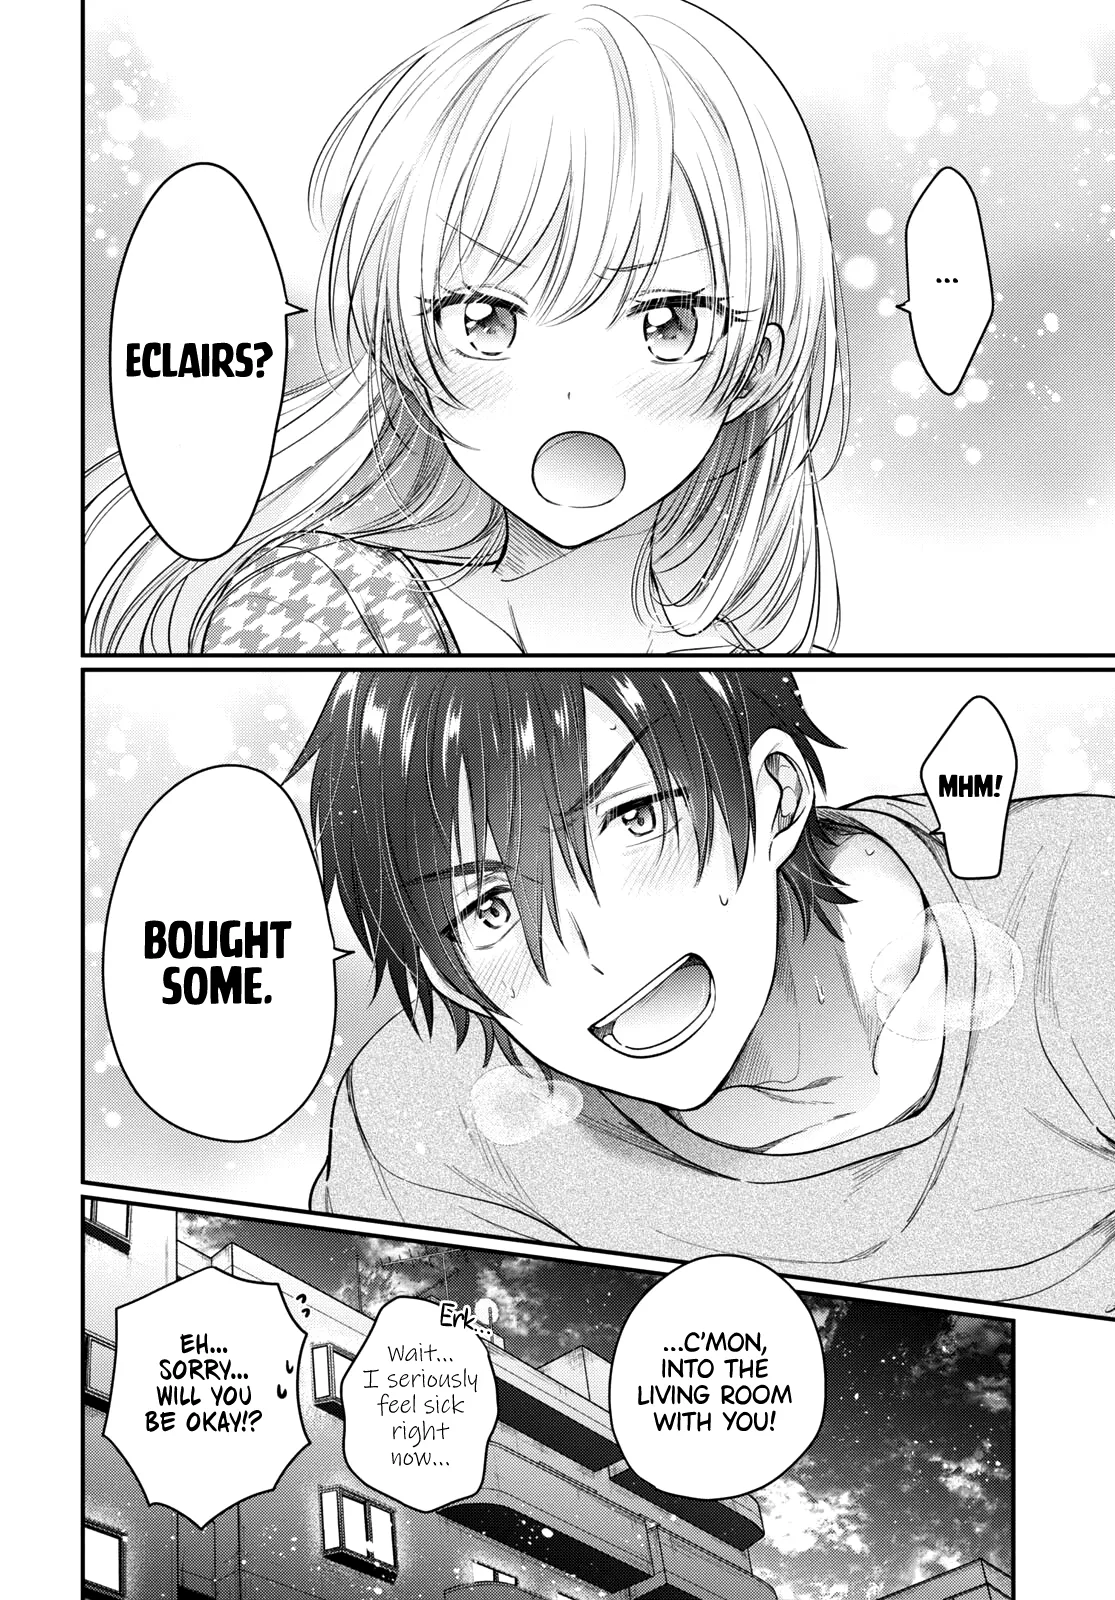 ...
ECLAIRS?
MHM!
BOUGHT
SOME.
...C'MON,
INTO THE
LIVING ROOM
WITH YOU!
Erk...
Wait...
I seriously
feel sick
right
now...
EH...
SORRY...
WILL YOU
BE OKAY!?